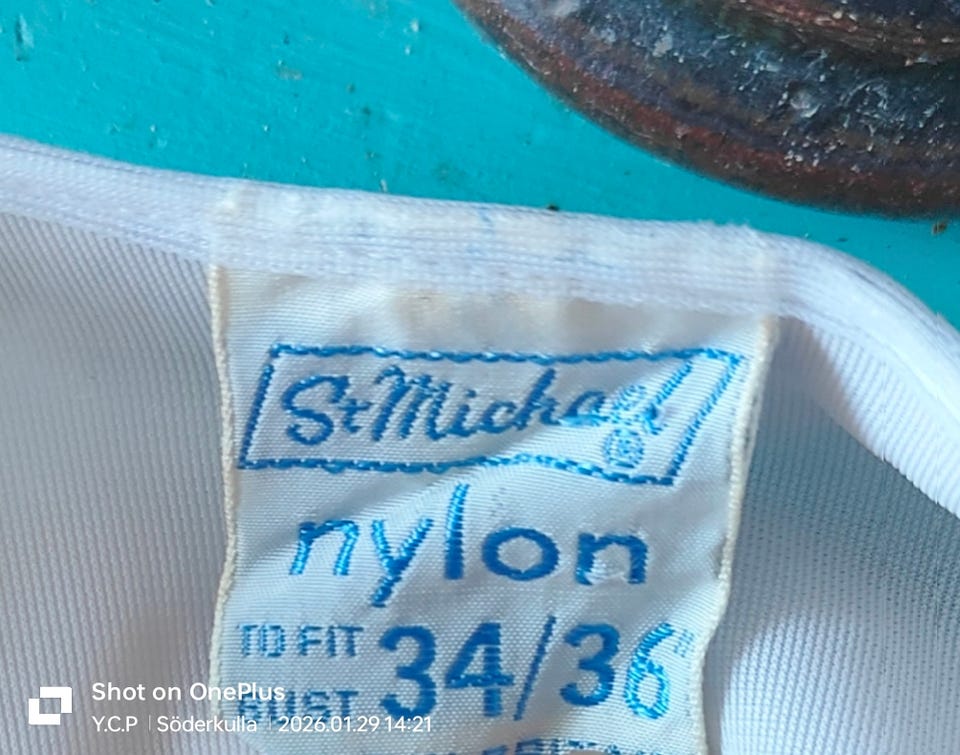 St Michael ®
nylon
TO FIT 34/36"
BUST
Shot on OnePlus
Y.C.P | Söderkulla | 2026.01.29 14:21